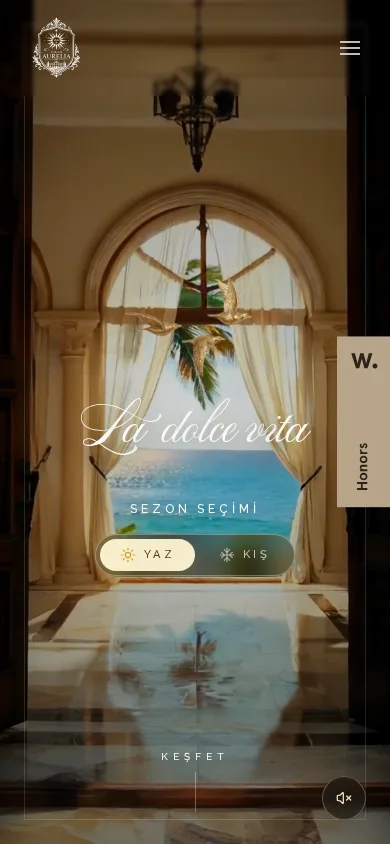 AURELIA
W.
Honors
La dolce vita
SEZON SEÇİMİ
YAZ
KIŞ
KEŞFET